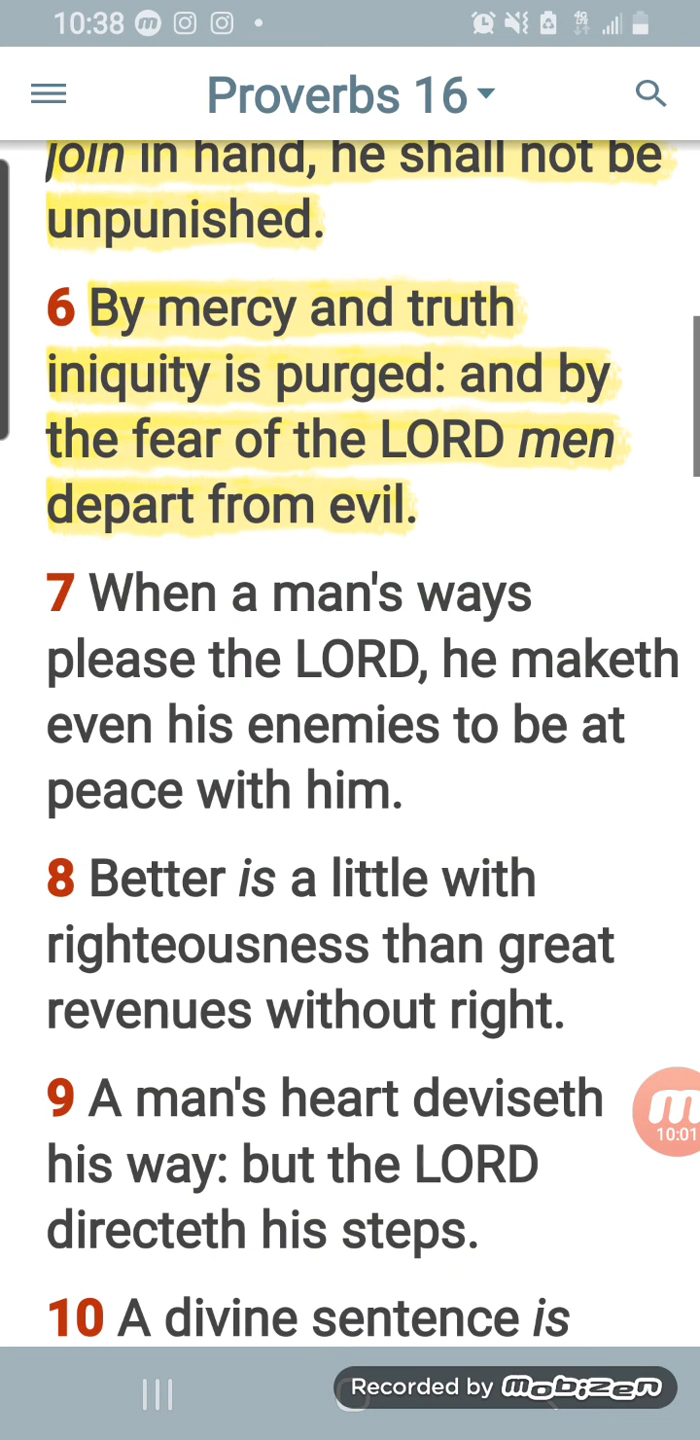 10:38
Proverbs 16
join in hand, he shall not be
unpunished.
6 By mercy and truth
iniquity is purged: and by
the fear of the LORD men
depart from evil.
7 When a man's ways
please the LORD, he maketh
even his enemies to be at
peace with him.
8 Better is a little with
righteousness than great
revenues without right.
9 A man's heart deviseth
his way: but the LORD
directeth his steps.
10:01
10 A divine sentence is
Recorded by Mobizen